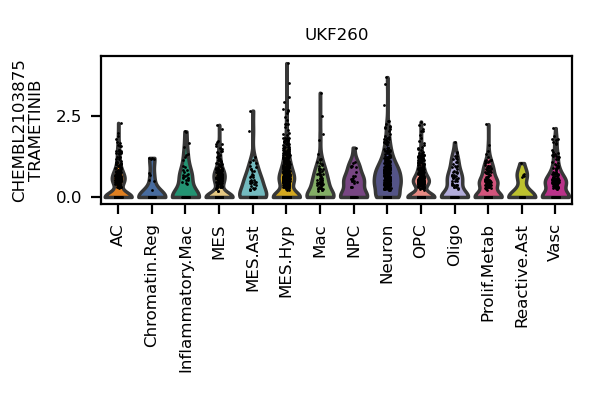 UKF260
CHEMBL2103875
TRAMETINIB
2.5
0.0
AC
Chromatin.Reg
Inflammatory.Mac
MES
MES.Ast
MES.Hyp
Mac
NPC
Neuron
OPC
Oligo
Prolif.Metab
Reactive.Ast
Vasc